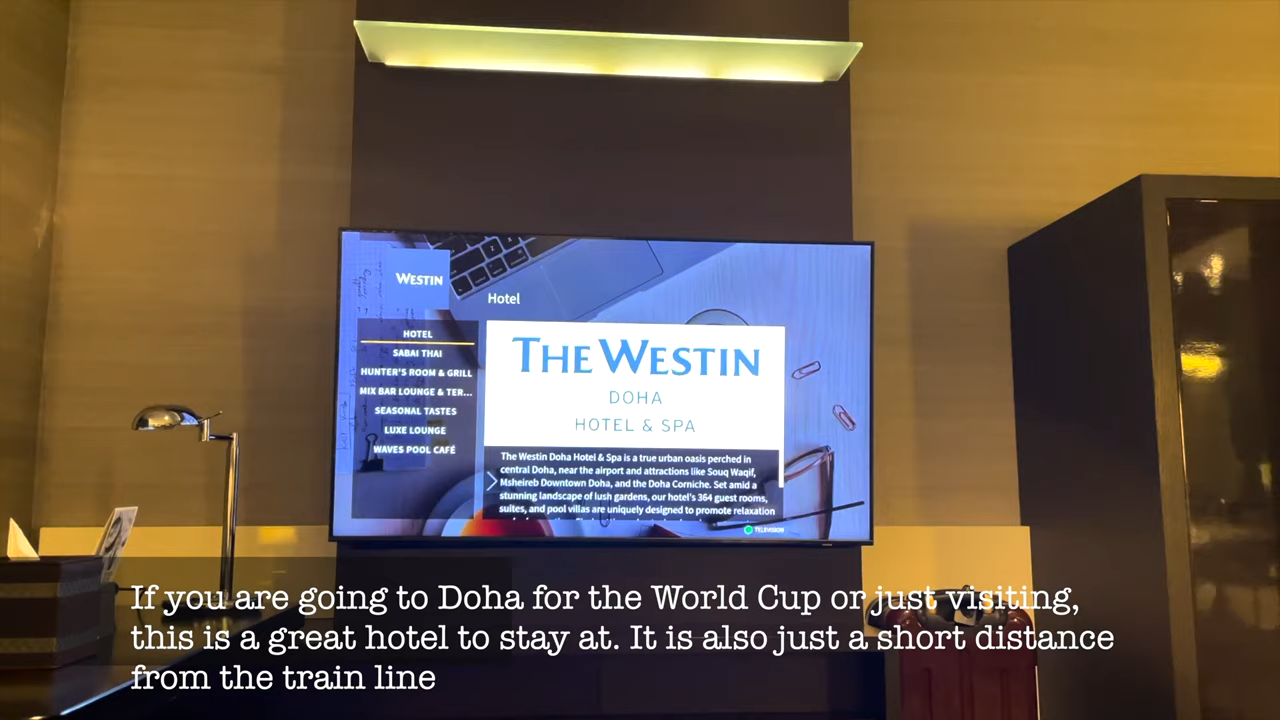 WESTIN
Hotel
HOTEL
SABAI THAI
HUNTER'S ROOM & GRILL
MIX BAR LOUNGE & TER...
SEASONAL TASTES
LUXE LOUNGE
WAVES POOL CAFÉ
THE WESTIN
DOHA
HOTEL & SPA
The Westin Doha Hotel & Spa is a true urban oasis perched in
central Doha, near the airport and attractions like Souq Waqif,
Msheireb Downtown Doha, and the Doha Corniche. Set amid a
stunning landscape of lush gardens, our hotel's 364 guest rooms,
suites, and pool villas are uniquely designed to promote relaxation
TELEVISION
If you are going to Doha for the World Cup or just visiting,
this is a great hotel to stay at. It is also just a short distance
from the train line